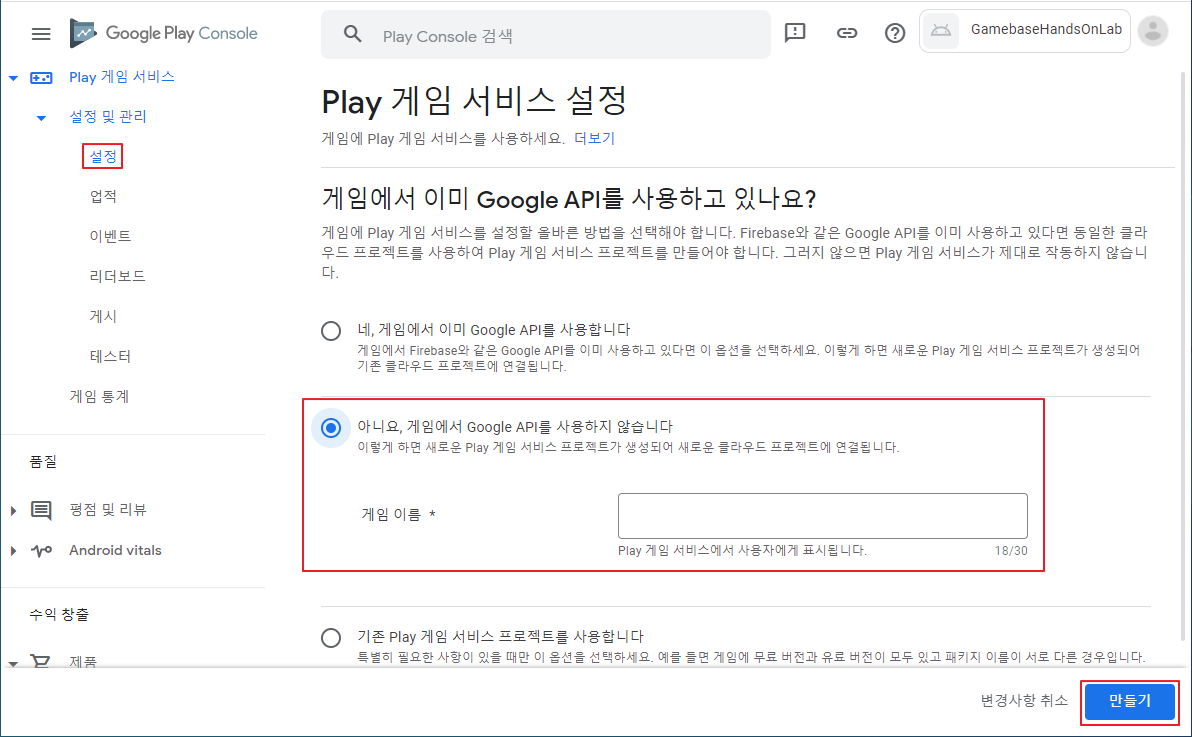 Google Play Console
Play Console 검색
GamebaseHandsOnLab
Play 게임 서비스
설정 및 관리
설정
업적
이벤트
리더보드
게시
테스터
게임 통계
품질
평점 및 리뷰
Android vitals
수익 창출
제품
Play 게임 서비스 설정
게임에 Play 게임 서비스를 사용하세요. 더보기
게임에서 이미 Google API를 사용하고 있나요?
게임에 Play 게임 서비스를 설정할 올바른 방법을 선택해야 합니다. Firebase와 같은 Google API를 이미 사용하고 있다면 동일한 클라
우드 프로젝트를 사용하여 Play 게임 서비스 프로젝트를 만들어야 합니다. 그러지 않으면 Play 게임 서비스가 제대로 작동하지 않습니
다.
네, 게임에서 이미 Google API를 사용합니다
게임에서 Firebase와 같은 Google API를 이미 사용하고 있다면 이 옵션을 선택하세요. 이렇게 하면 새로운 Play 게임 서비스 프로젝트가 생성되어
기존 클라우드 프로젝트에 연결됩니다.
아니요, 게임에서 Google API를 사용하지 않습니다
이렇게 하면 새로운 Play 게임 서비스 프로젝트가 생성되어 새로운 클라우드 프로젝트에 연결됩니다.
게임 이름 *
Play 게임 서비스에서 사용자에게 표시됩니다.
18/30
기존 Play 게임 서비스 프로젝트를 사용합니다
특별히 필요한 사항이 있을 때만 이 옵션을 선택하세요. 예를 들면 게임에 무료 버전과 유료 버전이 모두 있고 패키지 이름이 서로 다른 경우입니다.
변경사항 취소
만들기